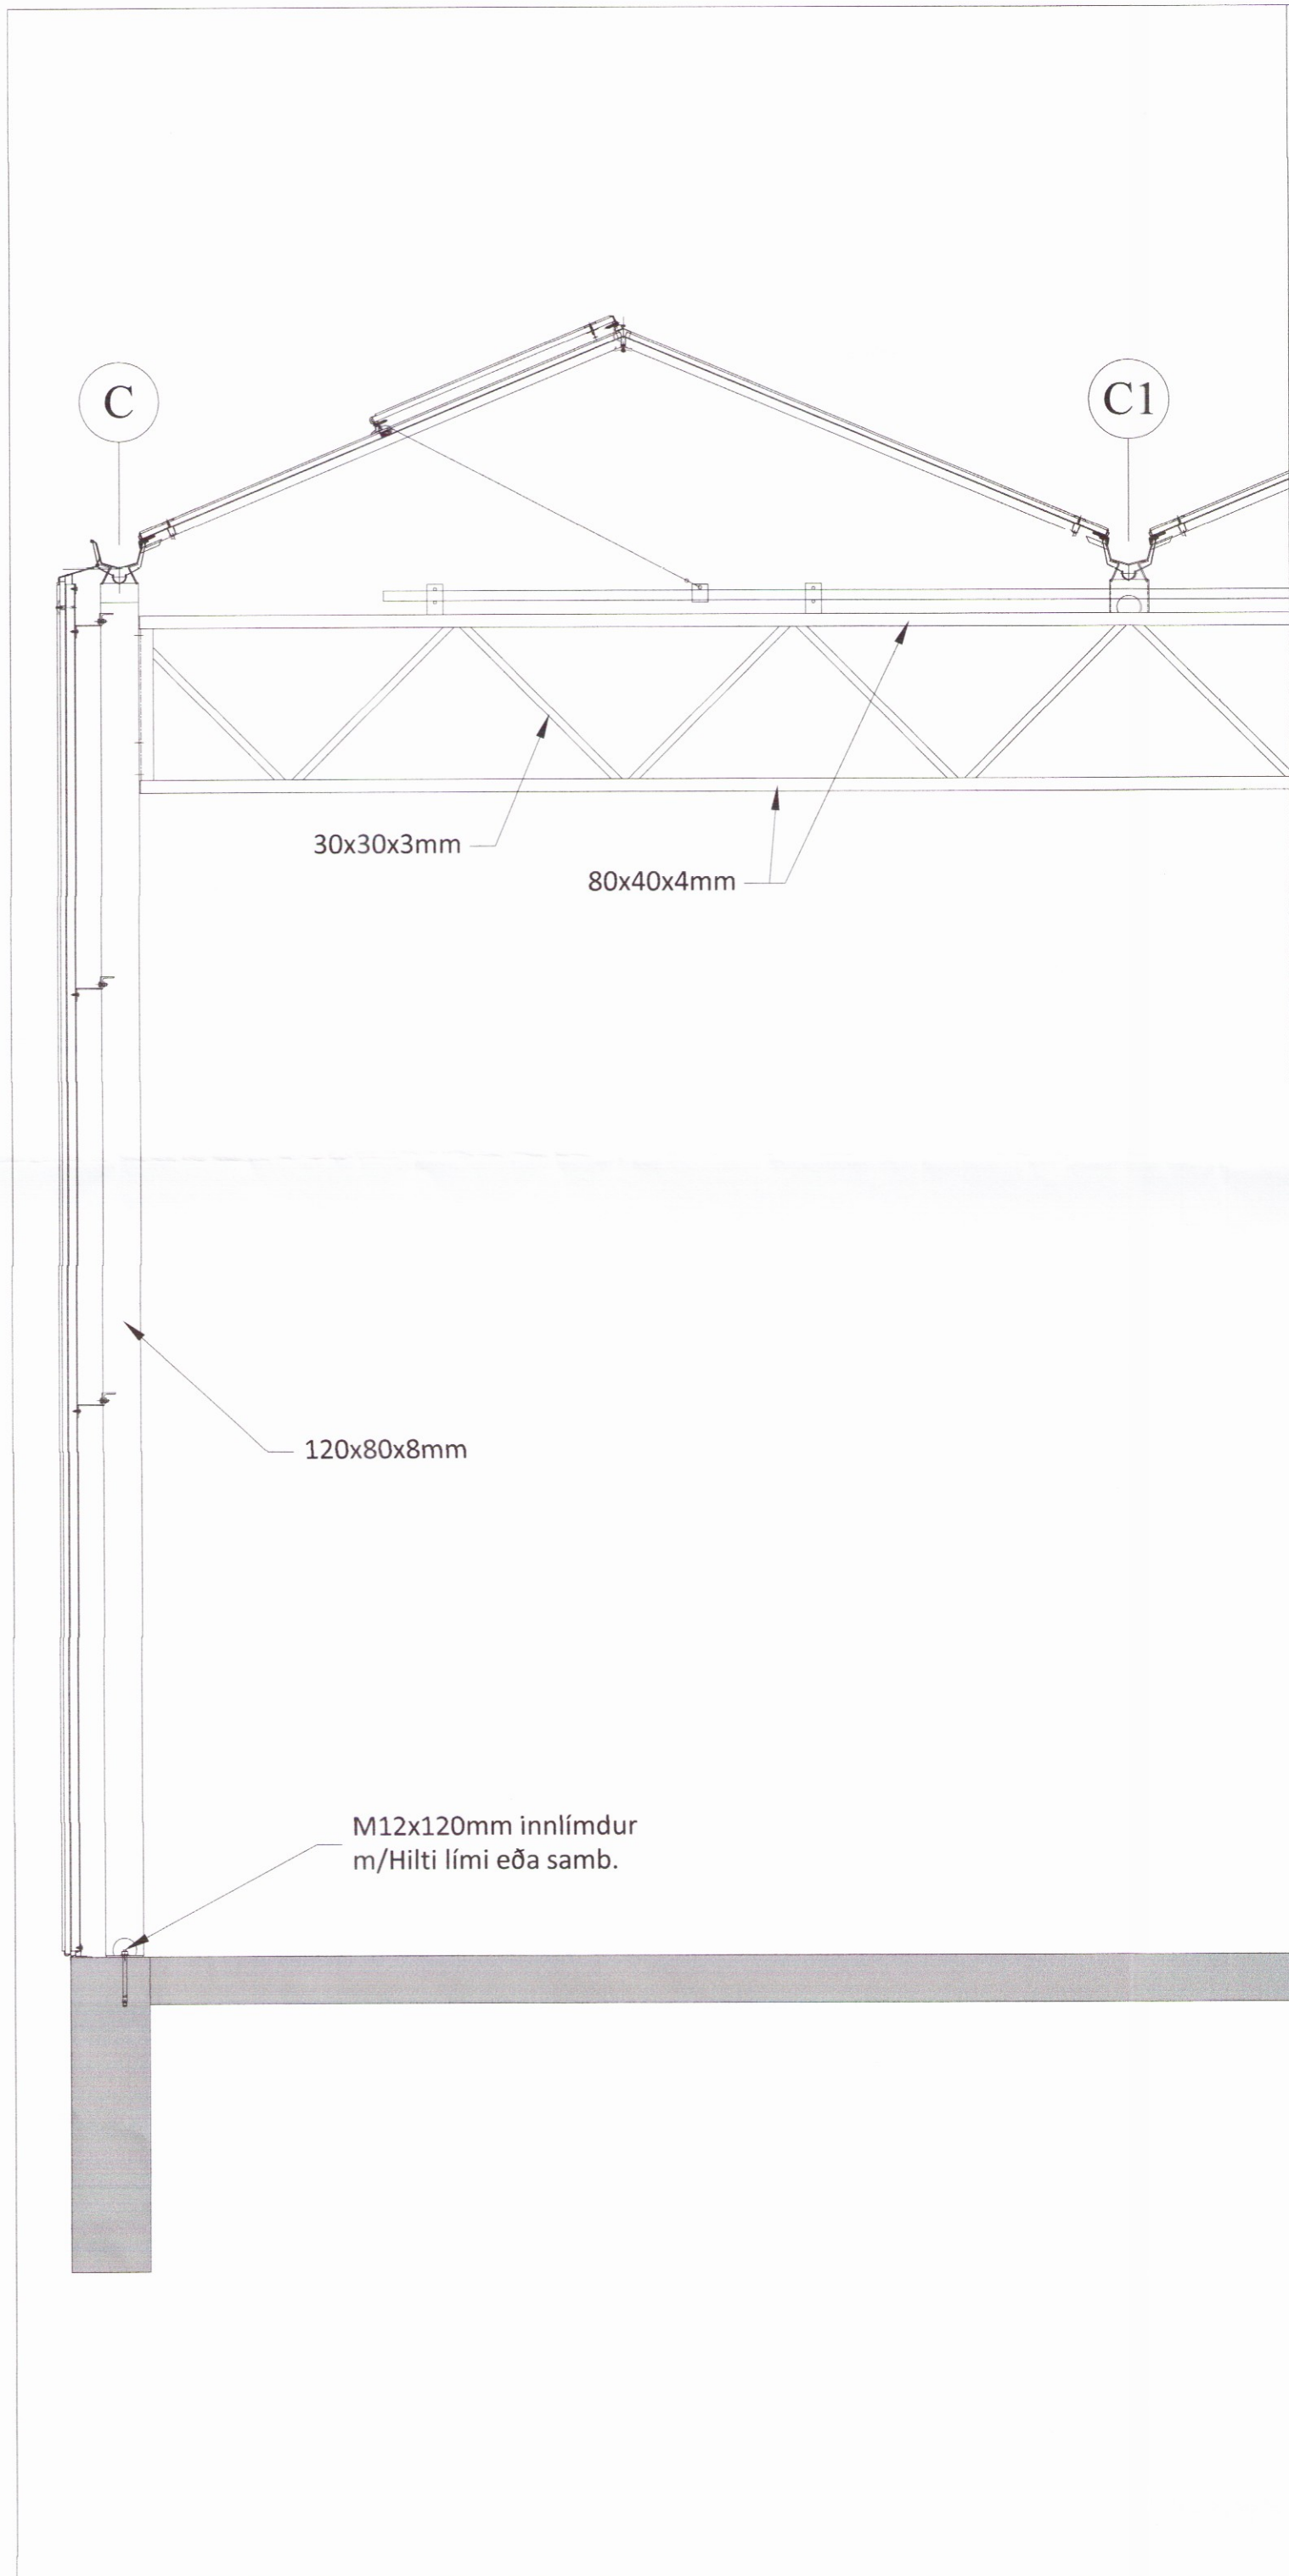 C
C1
30x30x3mm
80x40x4mm
120x80x8mm
M12x120mm innlímdur
m/Hilti lími eða samb.